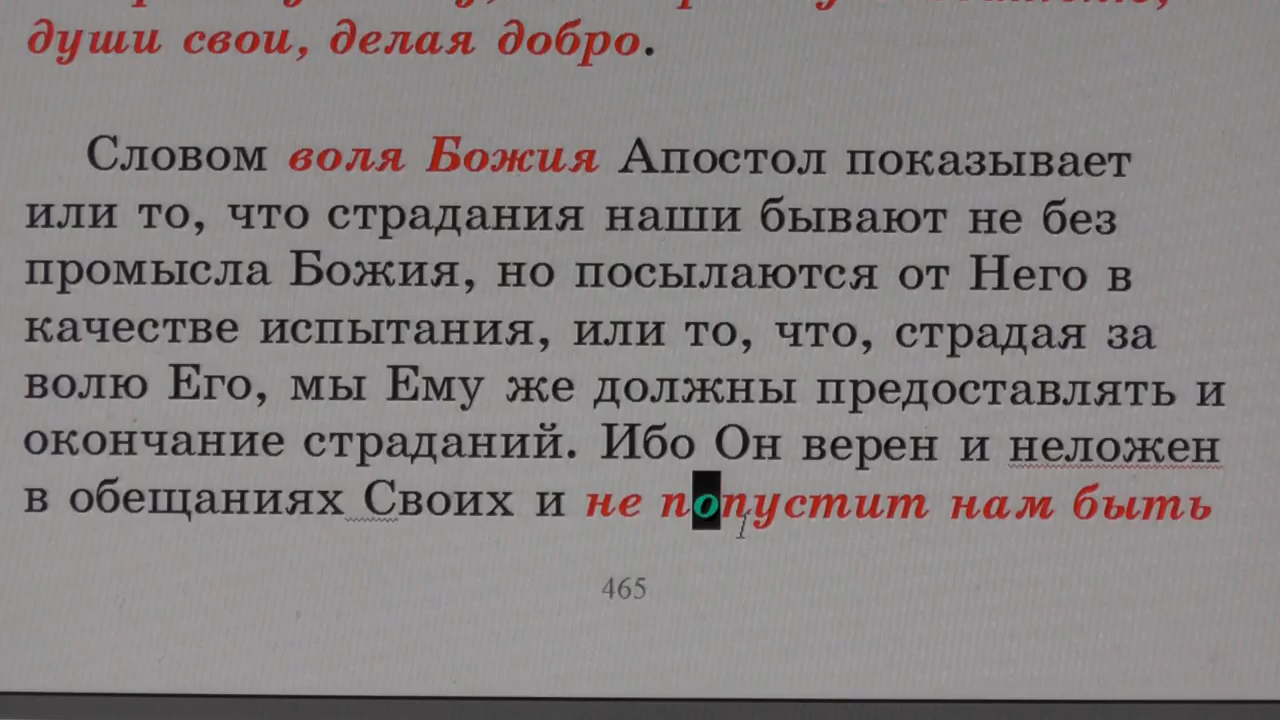 души свои, делая добро.
Словом воля Божия Апостол показывает
или то, что страдания наши бывают не без
промысла Божия, но посылаются от Него в
качестве испытания, или то, что, страдая за
волю Его, мы Ему же должны предоставлять и
окончание страданий. Ибо Он верен и неложен
в обещаниях Своих и не попустит нам быть
465